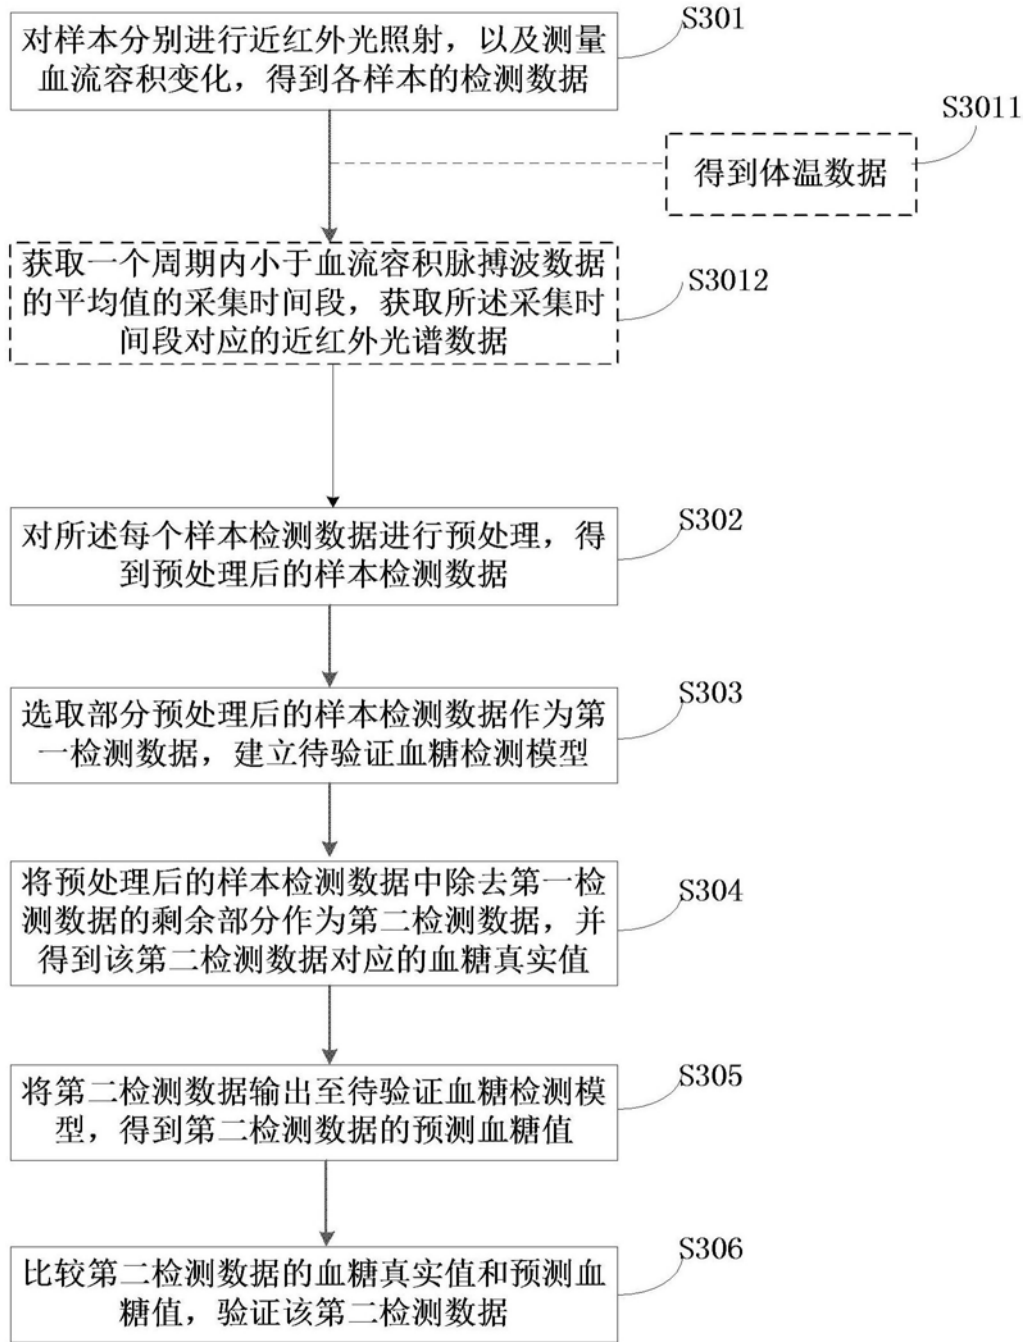 对样本分别进行近红外光照射，以及测量
血流容积变化，得到各样本的检测数据
S301
S3011
得到体温数据
获取一个周期内小于血流容积脉搏波数据
的平均值的采集时间段，获取所述采集时
间段对应的近红外光谱数据
S3012
对所述每个样本检测数据进行预处理，得
到预处理后的样本检测数据
S302
选取部分预处理后的样本检测数据作为第
一检测数据，建立待验证血糖检测模型
S303
将预处理后的样本检测数据中除去第一检
测数据的剩余部分作为第二检测数据，并
得到该第二检测数据对应的血糖真实值
S304
将第二检测数据输出至待验证血糖检测模
型，得到第二检测数据的预测血糖值
S305
比较第二检测数据的血糖真实值和预测血
糖值，验证该第二检测数据
S306